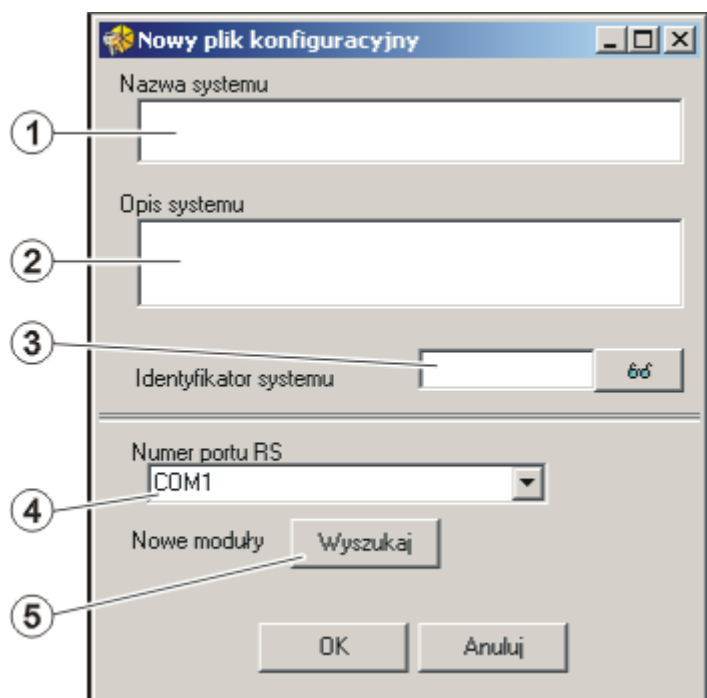 Nowy plik konfiguracyjny
Nazwa systemu
1
Opis systemu
2
3
Identyfikator systemu
Numer portu RS
COM1
4
Nowe moduły Wyszukaj
5
OK Anuluj